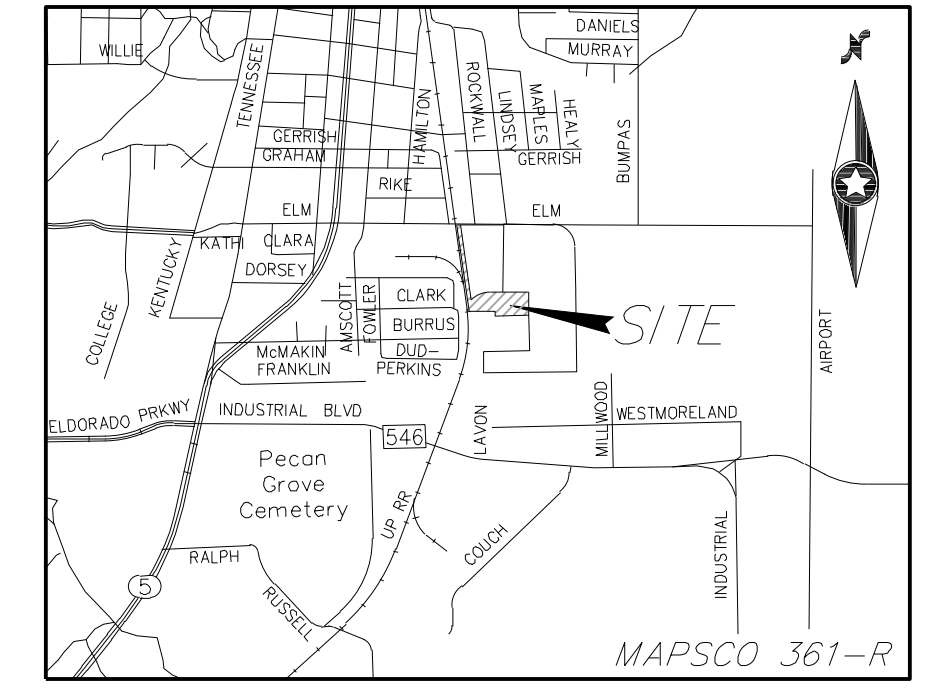 DANIELS
MURRAY
N
WILLIE
TENNESSEE
HAMILTON
ROCKWALL
LINDSEY
MAPLES
HEALY
BUMPAS
GERRISH
GRAHAM
GERRISH
RIKE
ELM
ELM
KATHI
CLARA
DORSEY
KENTUCKY
COLLEGE
AMSCOTT
FOWLER
CLARK
BURRUS
DUD-
PERKINS
McMAKIN
FRANKLIN
SITE
AIRPORT
ELDORADO PRKWY
INDUSTRIAL BLVD
546
LAVON
MILLWOOD
WESTMORELAND
Pecan
Grove
Cemetery
UP RR
COUCH
INDUSTRIAL
RALPH
5
RUSSELL
MAPSCO 361-R